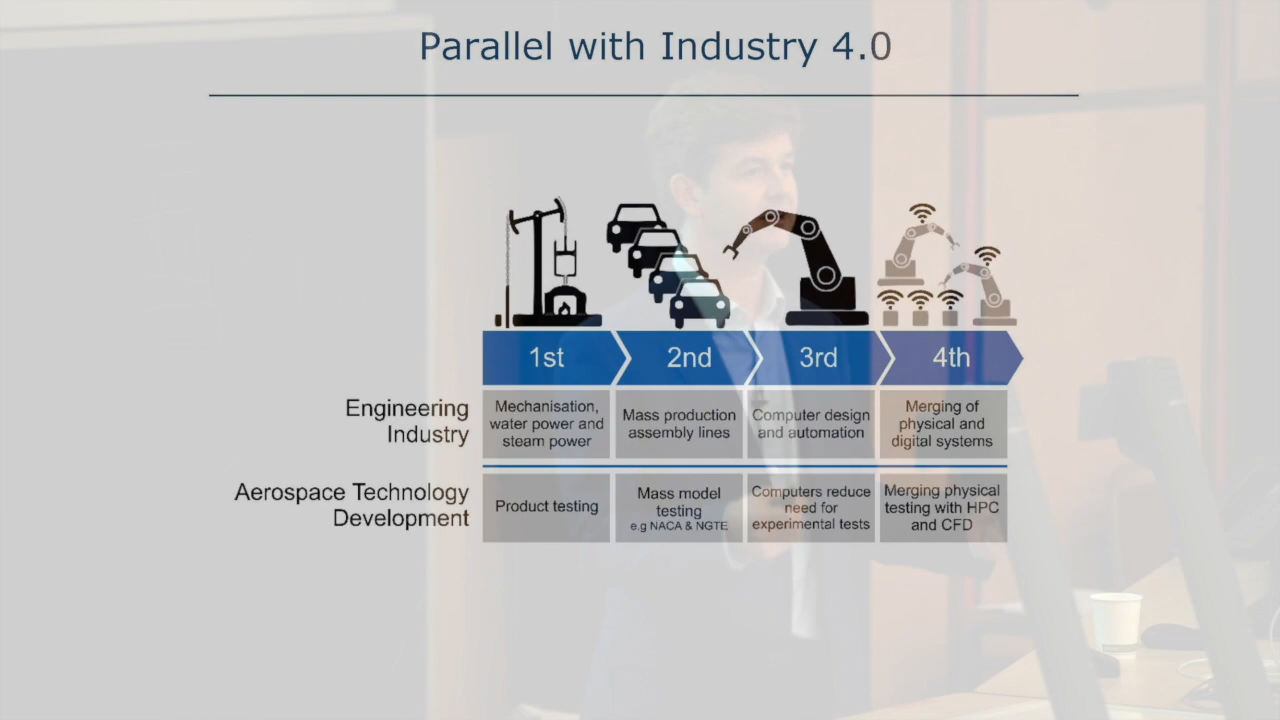 Parallel with Industry 4.0
1st
2nd
3rd
4th
Engineering
Industry
Mechanisation,
water power and
steam power
Mass production
assembly lines
Computer design
and automation
Merging of
physical and
digital systems
Aerospace Technology
Development
Product testing
Mass model
testing
e.g NACA & NGTE
Computers reduce
need for
experimental tests
Merging physical
testing with HPC
and CFD